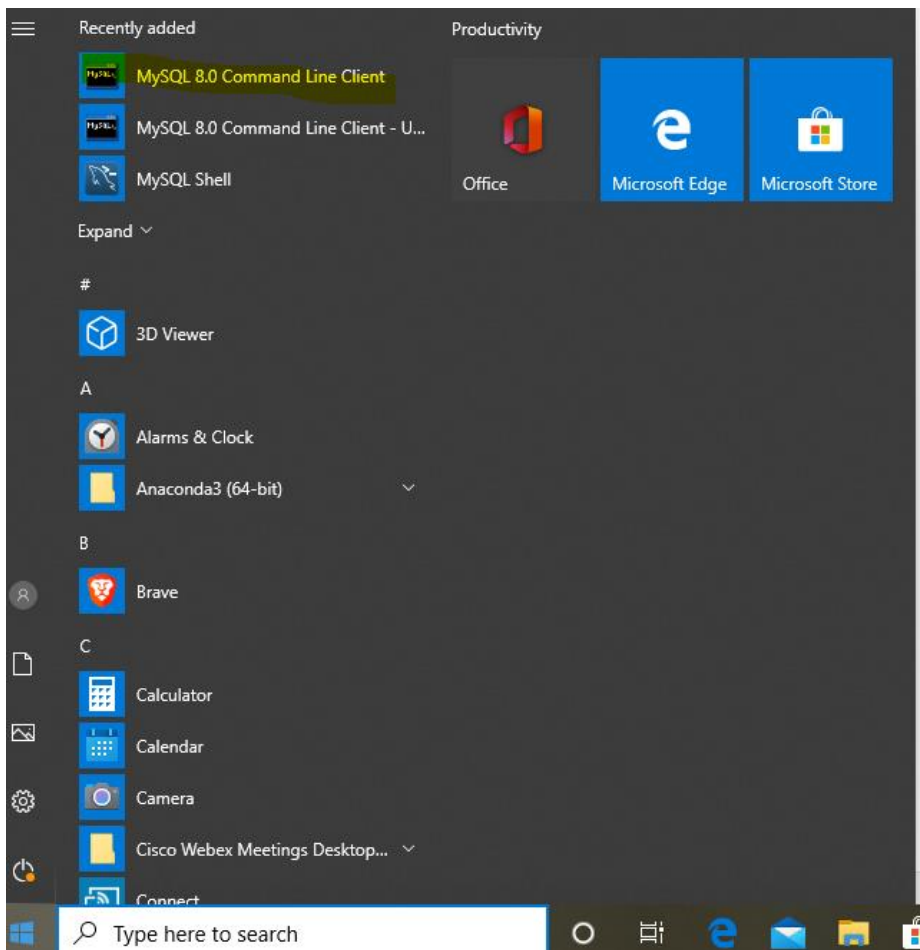 Recently added
MySQL 8.0 Command Line Client
MySQL 8.0 Command Line Client - U...
MySQL Shell
Expand
#
3D Viewer
A
Alarms & Clock
Anaconda3 (64-bit)
B
Brave
C
Calculator
Calendar
Camera
Cisco Webex Meetings Desktop...
Connect
Productivity
Office
Microsoft Edge
Microsoft Store
Type here to search